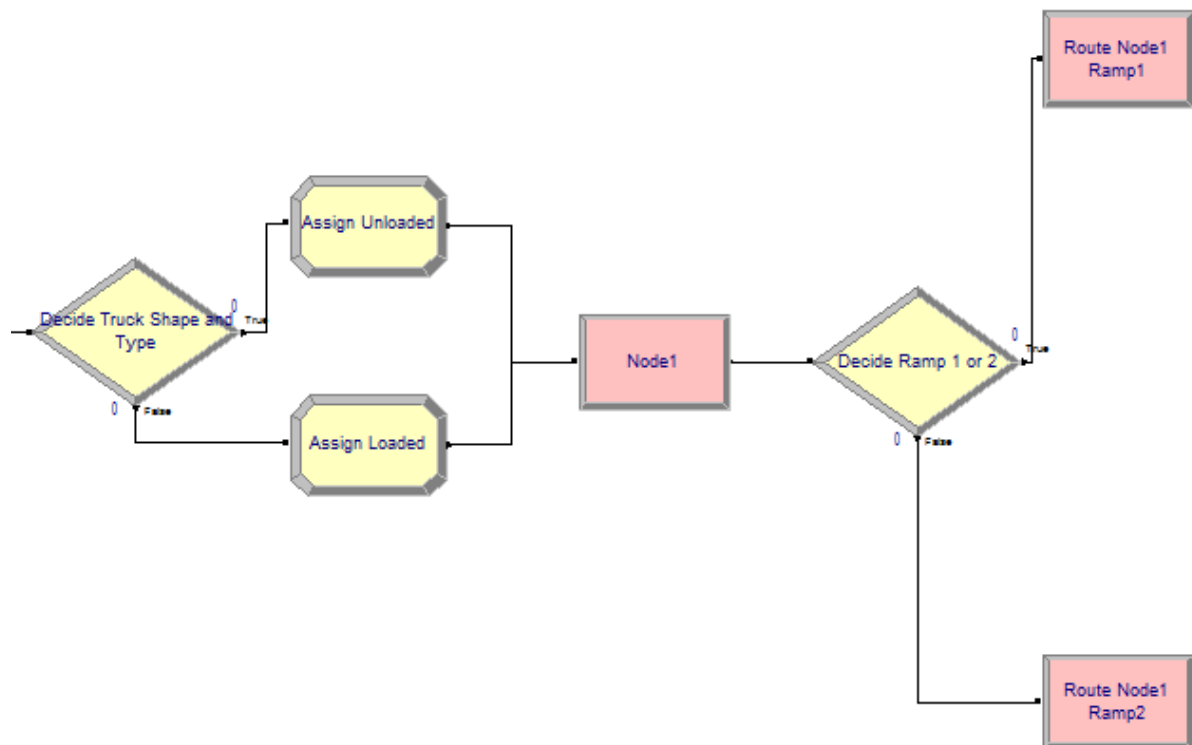 Route Node1
Ramp1
Assign Unloaded
0
True
Decide Truck Shape and
Type
0
False
Assign Loaded
Node1
0
True
Decide Ramp 1 or 2
0
False
Route Node1
Ramp2